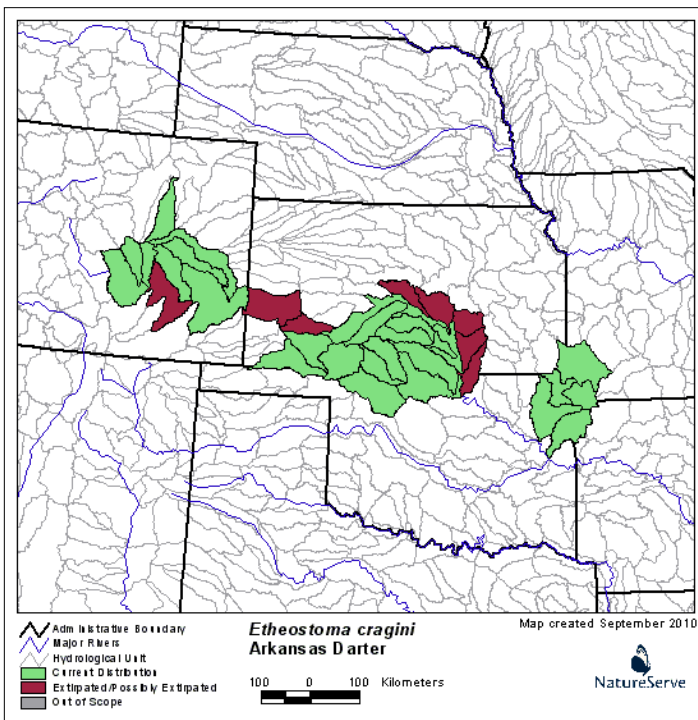 Administrative Boundary
Major Rivers
Hydrological Unit
Current Distribution
Extirpated/Possibly Extirpated
Out of Scope
Etheostoma cragini
Arkansas Darter
100 0 100 Kilometers
Map created September 2010
NatureServe